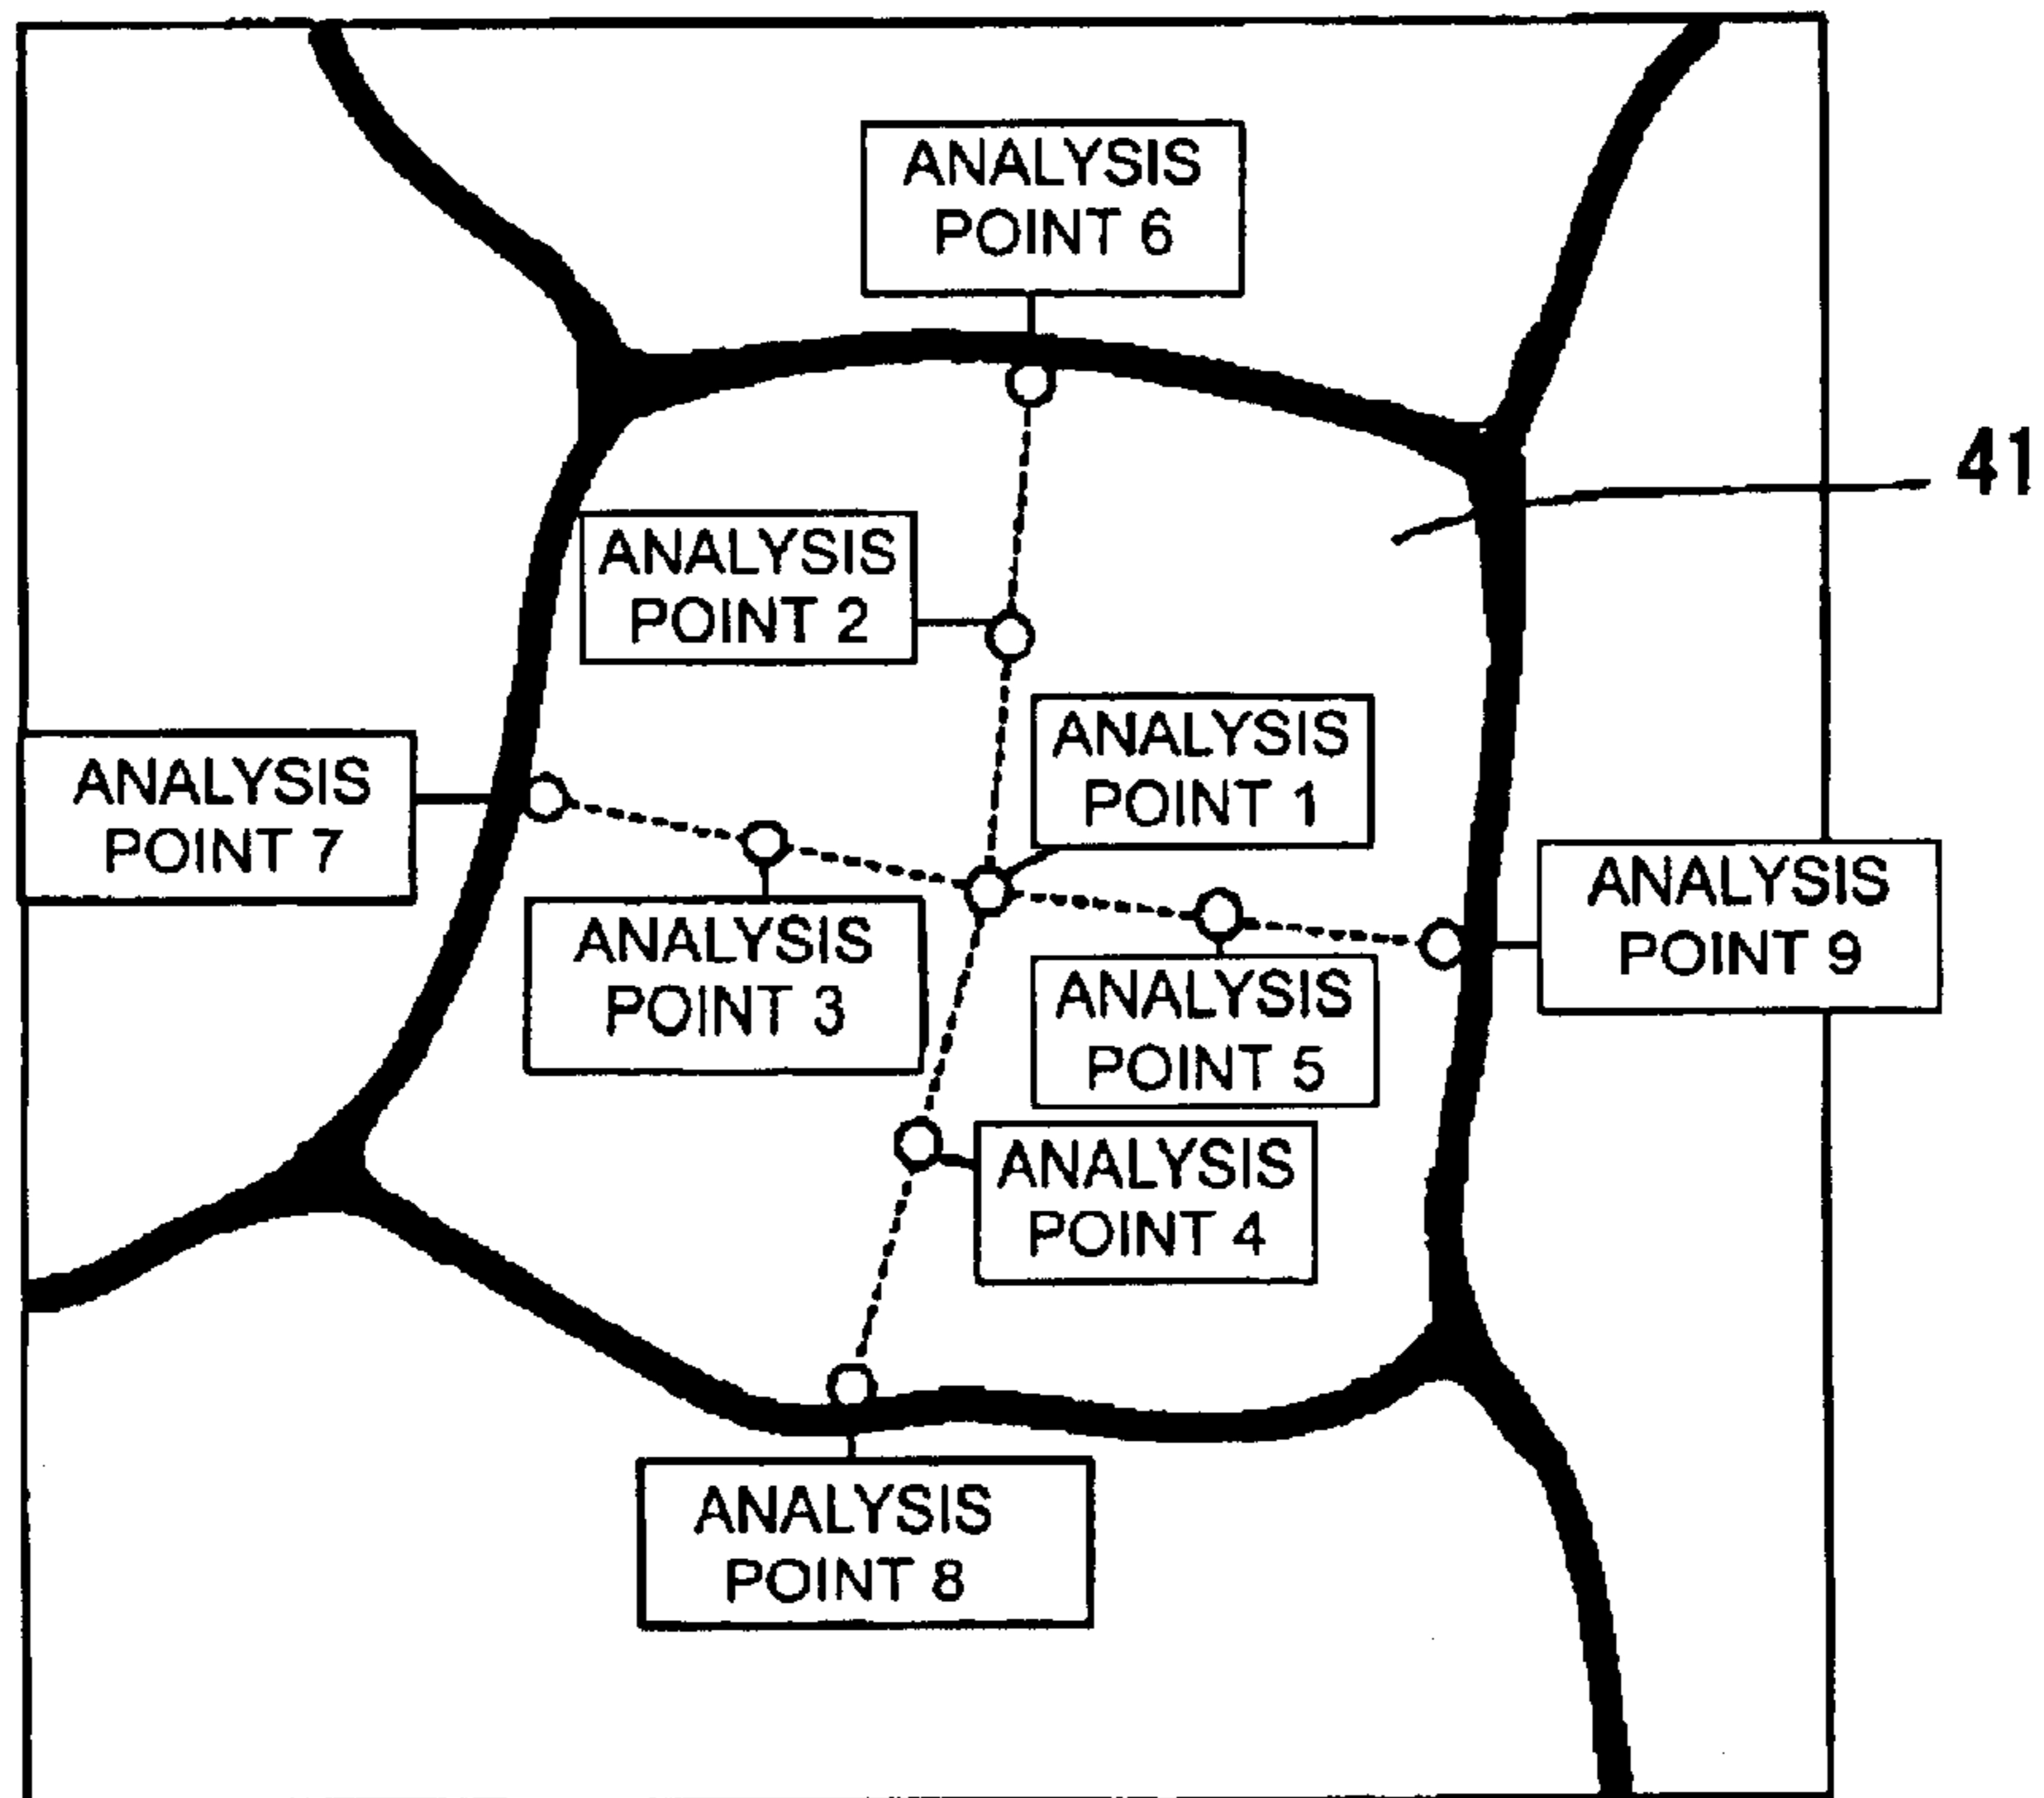 ANALYSIS
POINT 6
41
ANALYSIS
POINT 2
ANALYSIS
POINT 1
ANALYSIS
POINT 7
ANALYSIS
POINT 9
ANALYSIS
POINT 3
ANALYSIS
POINT 5
ANALYSIS
POINT 4
ANALYSIS
POINT 8